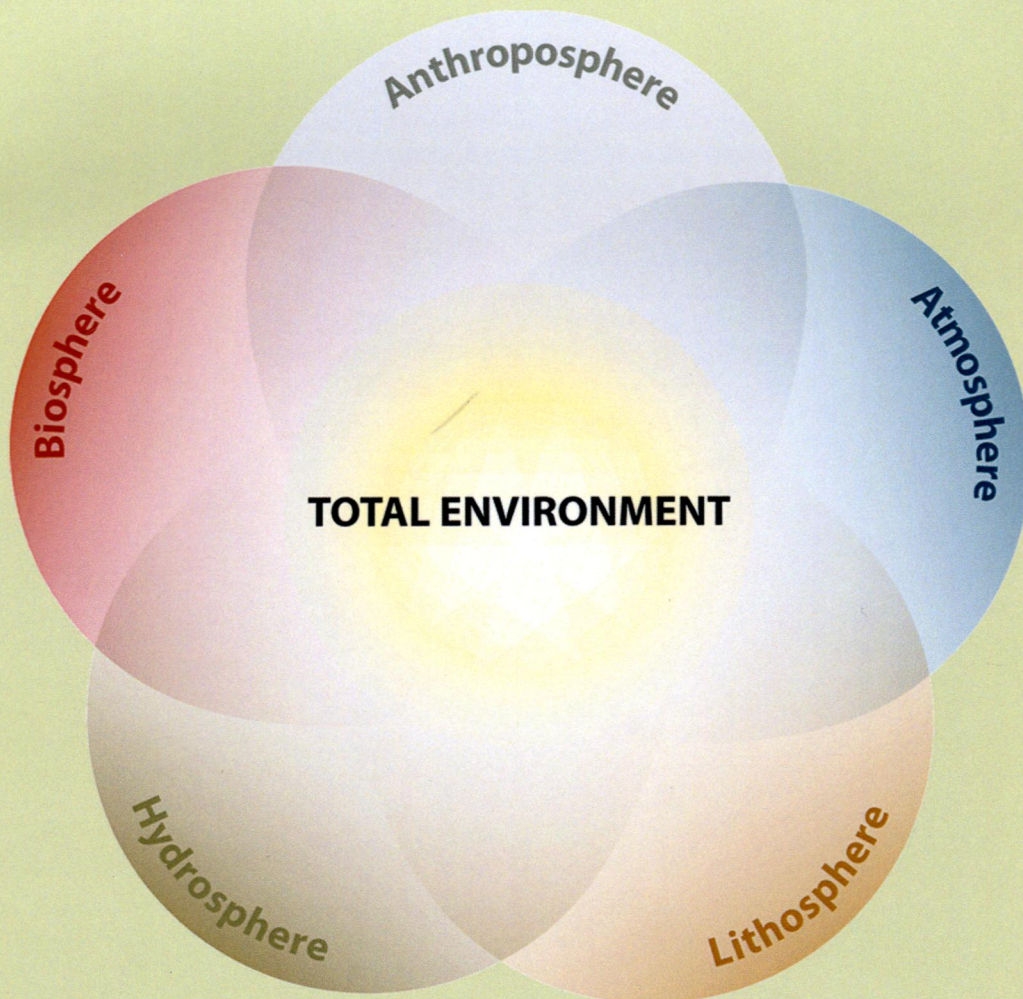 Anthroposphere
Biosphere
Atmosphere
TOTAL ENVIRONMENT
Hydrosphere
Lithosphere